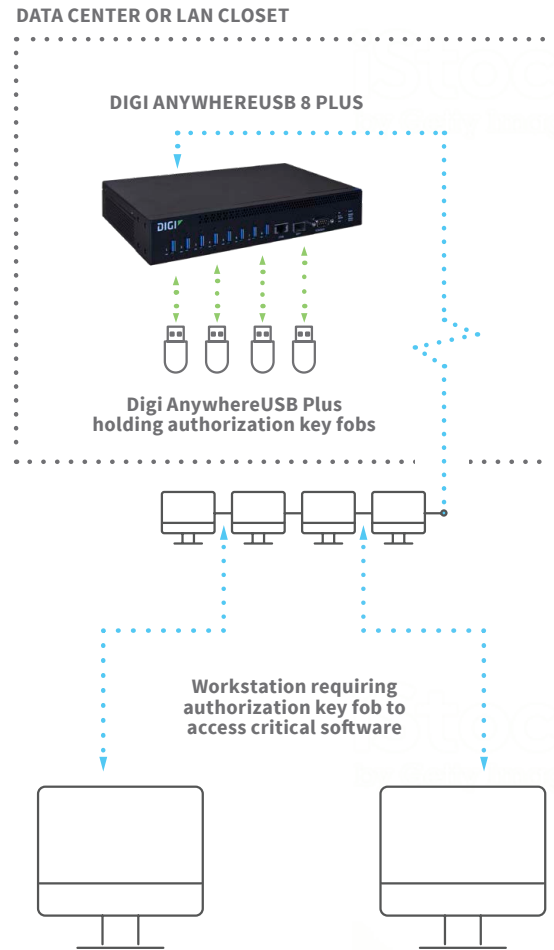 DATA CENTER OR LAN CLOSET
DIGI ANYWHEREUSB 8 PLUS
DIGI
Digi AnywhereUSB Plus
holding authorization key fobs
Workstation requiring
authorization key fob to
access critical software